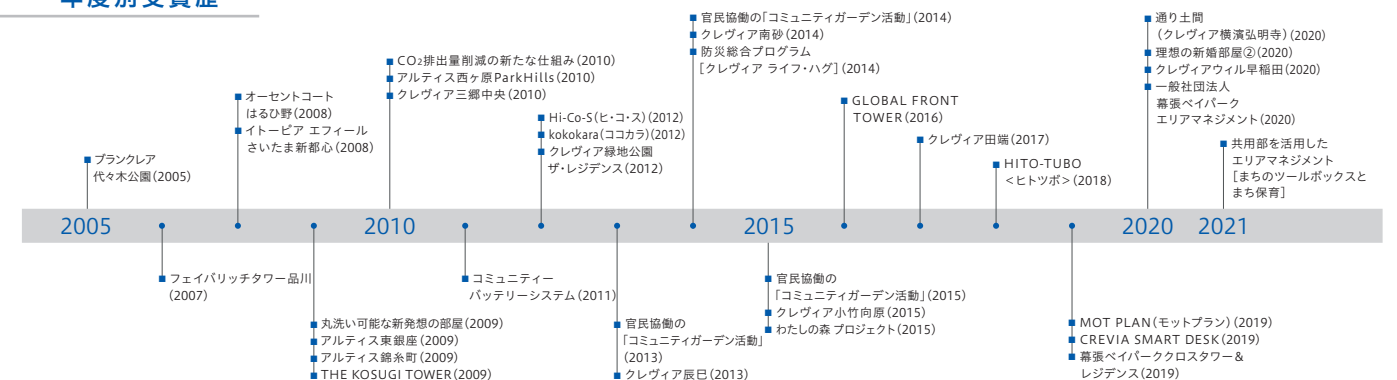 年度別受賞歴
ブランクレア
代々木公園(2005)
オーセントコート
はるひ野(2008)
イトーピア エフィール
さいたま新都心(2008)
CO₂排出量削減の新たな仕組み(2010)
アルティス西ヶ原ParkHills(2010)
クレヴィア三郷中央(2010)
Hi-Co-S(ヒ・コ・ス)(2012)
kokokara(ココカラ)(2012)
クレヴィア緑地公園
ザ・レジデンス(2012)
官民協働の「コミュニティガーデン活動」(2014)
クレヴィア南砂(2014)
防災総合プログラム
[クレヴィア ライフ・ハグ](2014)
GLOBAL FRONT
TOWER(2016)
クレヴィア田端(2017)
HITO-TUBO
<ヒトツボ>(2018)
通り土間
(クレヴィア横濱弘明寺)(2020)
理想の新婚部屋②(2020)
クレヴィアウィル早稲田(2020)
一般社団法人
幕張ベイパーク
エリアマネジメント(2020)
共用部を活用した
エリアマネジメント
[まちのツールボックスと
まち保育]
2005
2010
2015
2020
2021
フェイバリッチタワー品川
(2007)
丸洗い可能な新発想の部屋(2009)
アルティス東銀座(2009)
アルティス錦糸町(2009)
THE KOSUGI TOWER(2009)
コミュニティー
バッテリーシステム(2011)
官民協働の
「コミュニティガーデン活動」
(2013)
クレヴィア辰巳(2013)
官民協働の
「コミュニティガーデン活動」(2015)
クレヴィア小竹向原(2015)
わたしの森 プロジェクト(2015)
MOT PLAN(モットプラン)(2019)
CREVIA SMART DESK(2019)
幕張ベイパーククロスタワー&
レジデンス(2019)